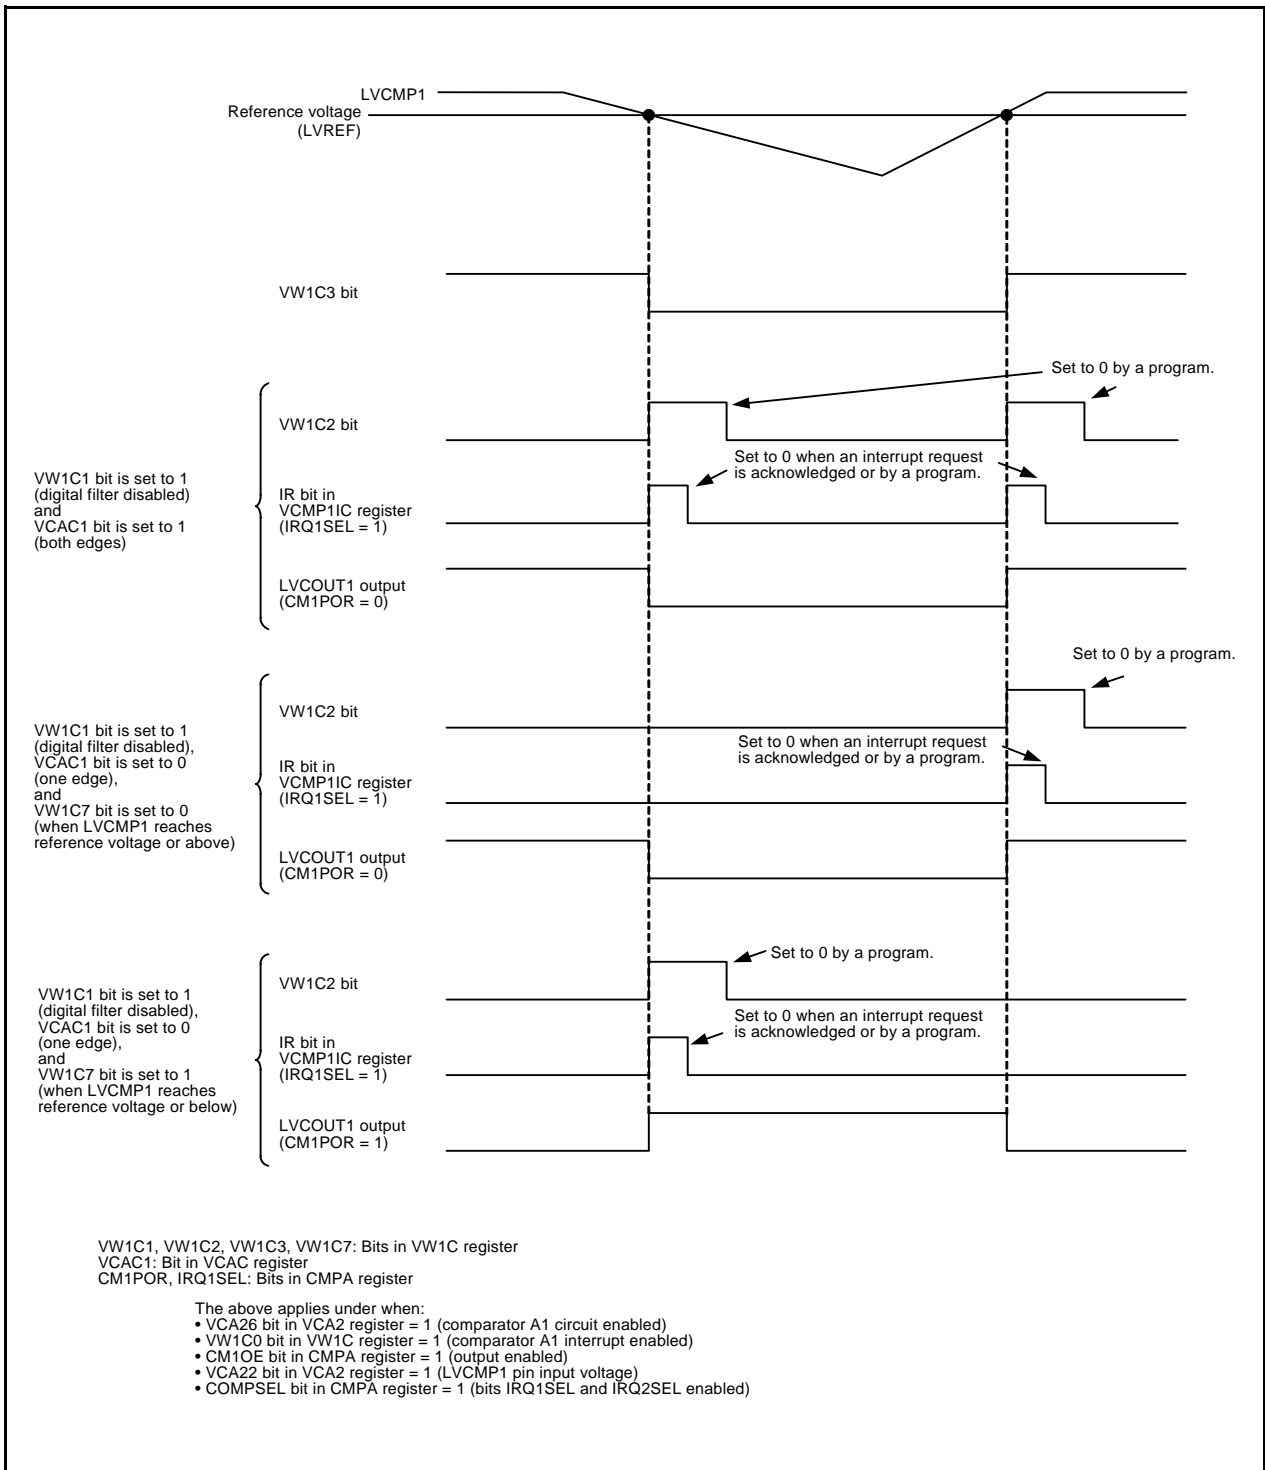 LVCMP1
Reference voltage
(LVREF)
VW1C3 bit
Set to 0 by a program.
VW1C2 bit
Set to 0 when an interrupt request
is acknowledged or by a program.
VW1C1 bit is set to 1
(digital filter disabled)
and
VCAC1 bit is set to 1
(both edges)
IR bit in
VCMP1IC register
(IRQ1SEL = 1)
LVCOUT1 output
(CM1POR = 0)
Set to 0 by a program.
VW1C2 bit
VW1C1 bit is set to 1
(digital filter disabled),
VCAC1 bit is set to 0
(one edge),
and
VW1C7 bit is set to 0
(when LVCMP1 reaches
reference voltage or above)
Set to 0 when an interrupt request
is acknowledged or by a program.
IR bit in
VCMP1IC register
(IRQ1SEL = 1)
LVCOUT1 output
(CM1POR = 0)
Set to 0 by a program.
VW1C2 bit
VW1C1 bit is set to 1
(digital filter disabled),
VCAC1 bit is set to 0
(one edge),
and
VW1C7 bit is set to 1
(when LVCMP1 reaches
reference voltage or below)
Set to 0 when an interrupt request
is acknowledged or by a program.
IR bit in
VCMP1IC register
(IRQ1SEL = 1)
LVCOUT1 output
(CM1POR = 1)
VW1C1, VW1C2, VW1C3, VW1C7: Bits in VW1C register
VCAC1: Bit in VCAC register
CM1POR, IRQ1SEL: Bits in CMPA register
The above applies under when:
• VCA26 bit in VCA2 register = 1 (comparator A1 circuit enabled)
• VW1C0 bit in VW1C register = 1 (comparator A1 interrupt enabled)
• CM1OE bit in CMPA register = 1 (output enabled)
• VCA22 bit in VCA2 register = 1 (LVCMP1 pin input voltage)
• COMPSEL bit in CMPA register = 1 (bits IRQ1SEL and IRQ2SEL enabled)